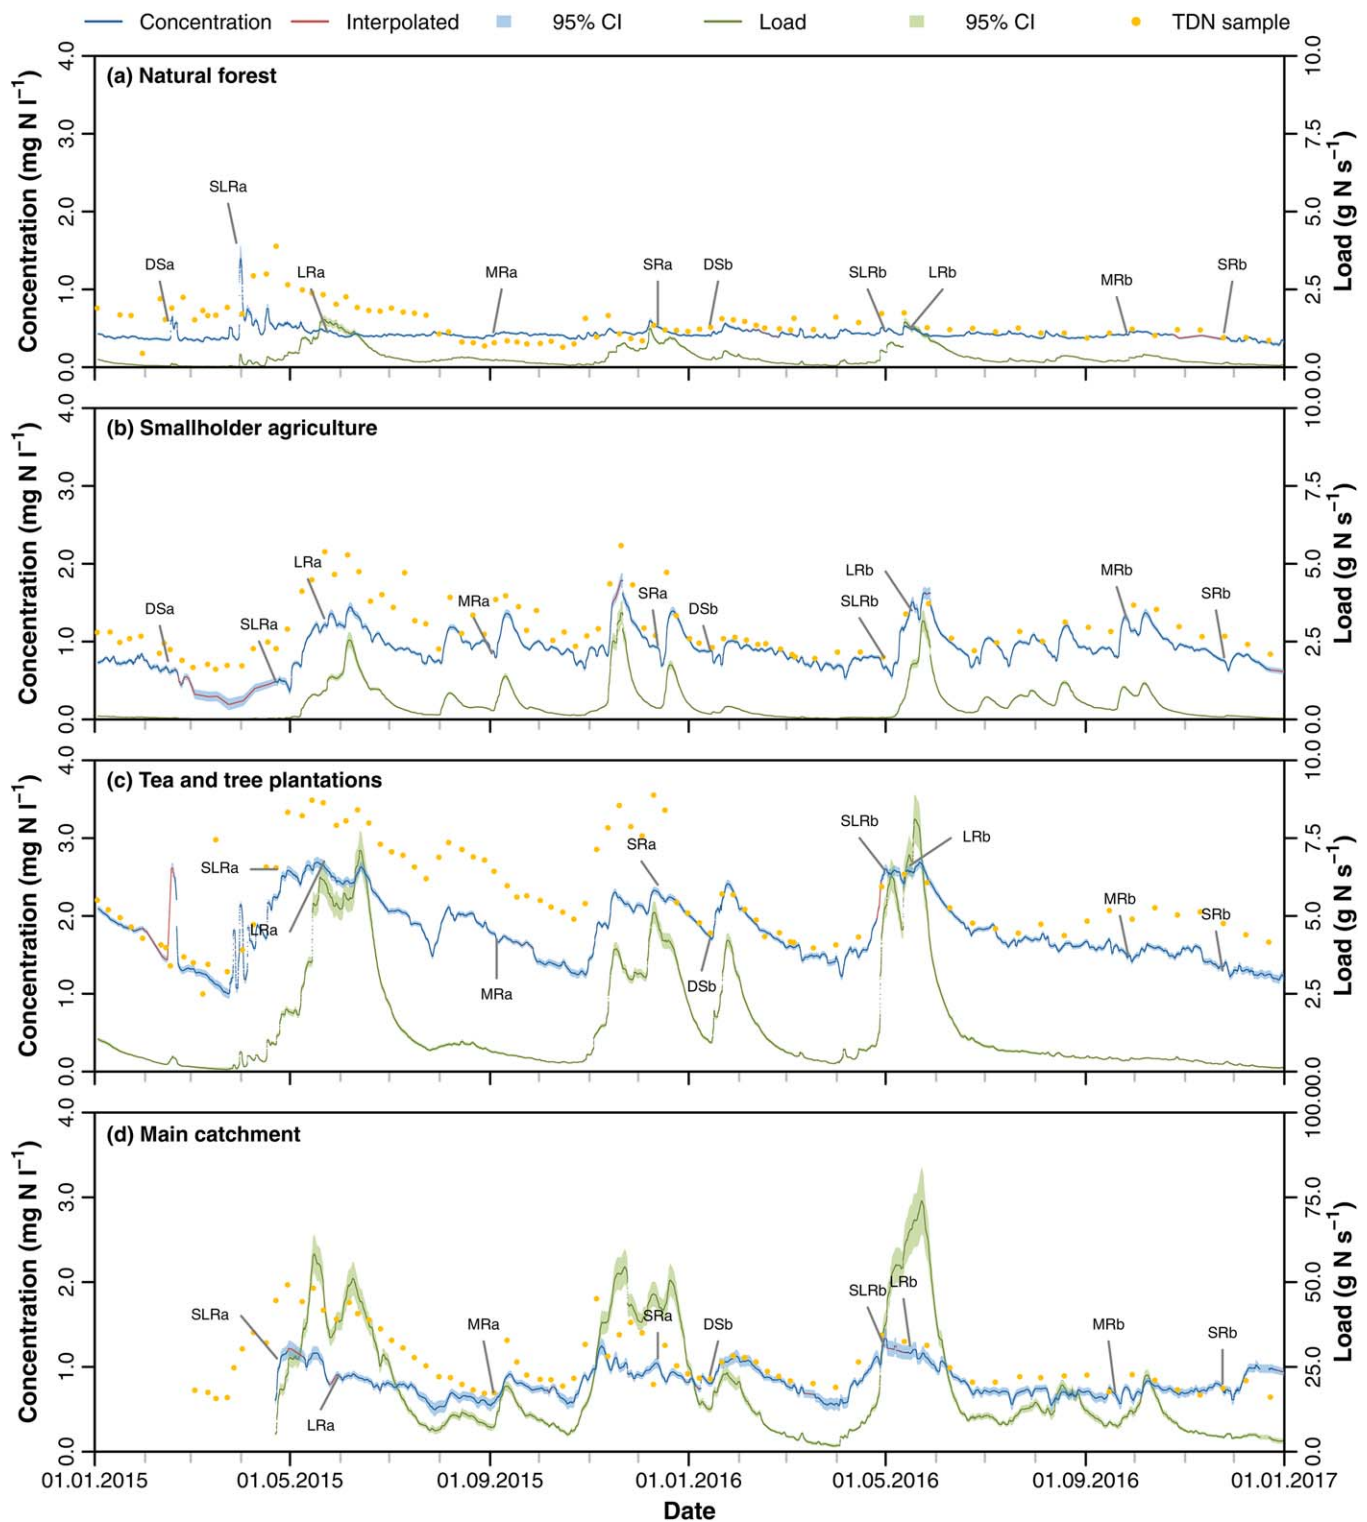 Concentration Interpolated 95% CI Load 95% CI TDN sample
(a) Natural forest
Concentration (mg N l⁻¹)
0.0 1.0 2.0 3.0 4.0
Load (g N s⁻¹)
0.0 2.5 5.0 7.5 10.0
SLRa
DSa LRa MRa SRa DSb SLRb LRb MRb SRb
(b) Smallholder agriculture
Concentration (mg N l⁻¹)
0.0 1.0 2.0 3.0 4.0
Load (g N s⁻¹)
0.0 2.5 5.0 7.5 10.0
LRa LRb MRb
DSa SLRa MRa SRa DSb SLRb SRb
(c) Tea and tree plantations
Concentration (mg N l⁻¹)
0.0 1.0 2.0 3.0 4.0
Load (g N s⁻¹)
0.0 2.5 5.0 7.5 10.0
SLRb LRb
SLRa SRa
LRa MRb SRb
MRa DSb
(d) Main catchment
Concentration (mg N l⁻¹)
0.0 1.0 2.0 3.0 4.0
Load (g N s⁻¹)
0.0 25.0 50.0 75.0 100.0
SLRb LRb
SLRa MRa SRa DSb MRb SRb
LRa
01.01.2015 01.05.2015 01.09.2015 01.01.2016 01.05.2016 01.09.2016 01.01.2017
Date